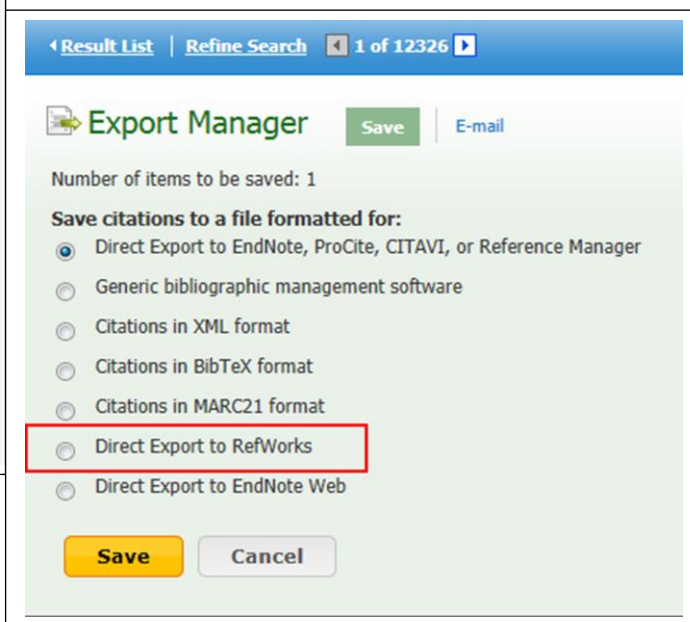 Result List | Refine Search 1 of 12326
Export Manager Save E-mail
Number of items to be saved: 1
Save citations to a file formatted for:
Direct Export to EndNote, ProCite, CITAVI, or Reference Manager
Generic bibliographic management software
Citations in XML format
Citations in BibTeX format
Citations in MARC21 format
Direct Export to RefWorks
Direct Export to EndNote Web
Save Cancel